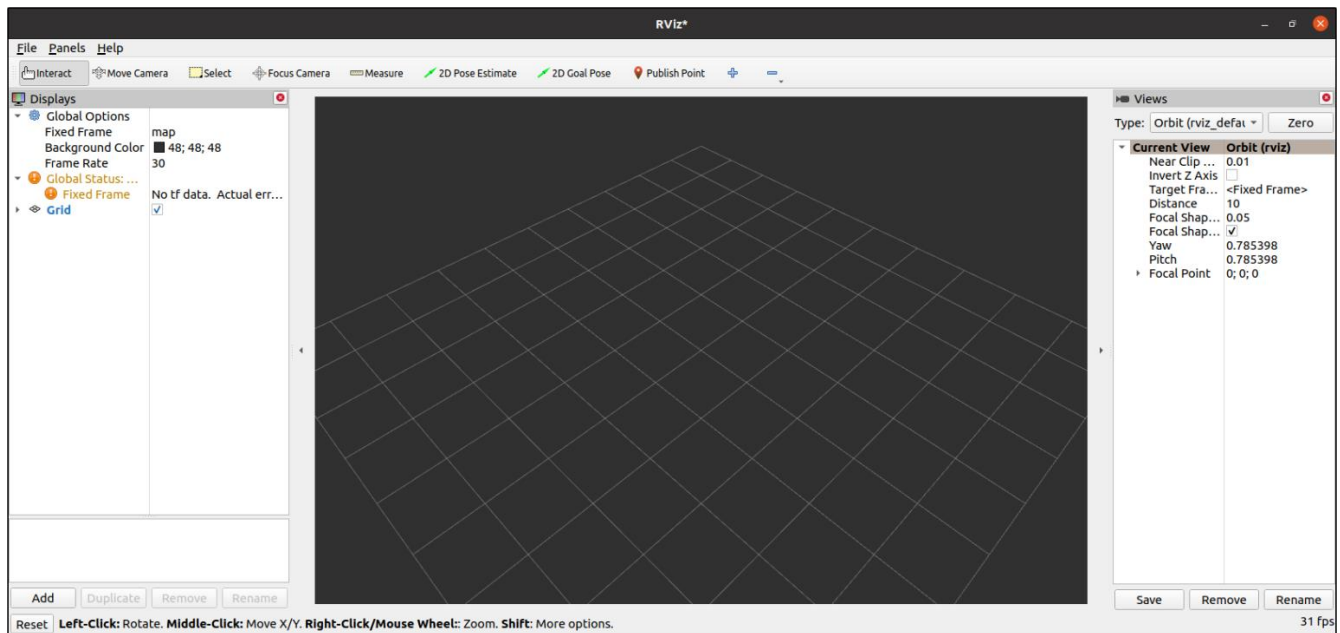 RViz*
File Panels Help
Interact Move Camera Select Focus Camera Measure 2D Pose Estimate 2D Goal Pose Publish Point
Displays
Global Options
Fixed Frame map
Background Color 48; 48; 48
Frame Rate 30
Global Status: ...
Fixed Frame No tf data. Actual err...
Grid
Add Duplicate Remove Rename
Views
Type: Orbit (rviz_defau Zero
Current View Orbit (rviz)
Near Clip ... 0.01
Invert Z Axis
Target Fra... <Fixed Frame>
Distance 10
Focal Shap... 0.05
Focal Shap...
Yaw 0.785398
Pitch 0.785398
Focal Point 0; 0; 0
Save Remove Rename
Reset Left-Click: Rotate. Middle-Click: Move X/Y. Right-Click/Mouse Wheel:: Zoom. Shift: More options. 31 fps